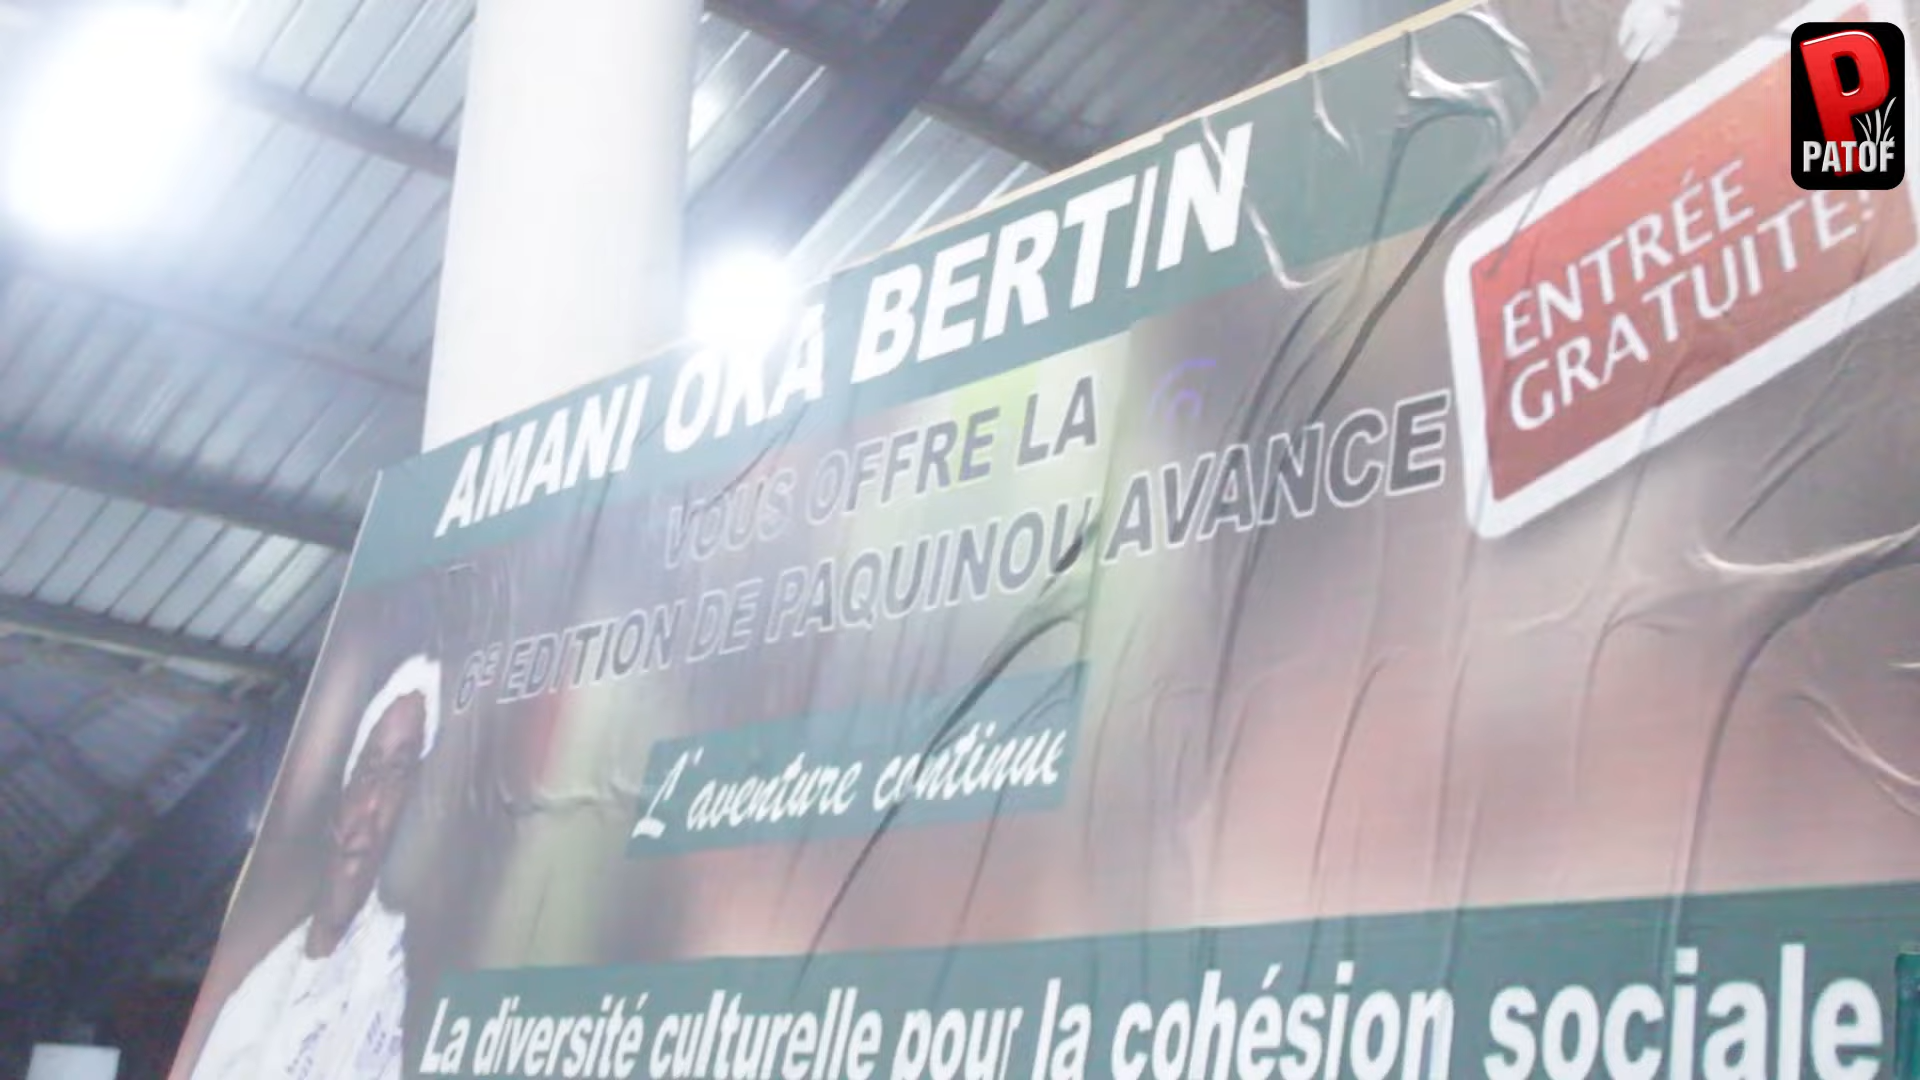 AMANI OKA BERTIN
VOUS OFFRE LA
6E EDITION DE PAQUINOU AVANCE
L'aventure continue
La diversité culturelle pour la cohésion sociale
ENTRÉE
GRATUITE!
P
PATOF